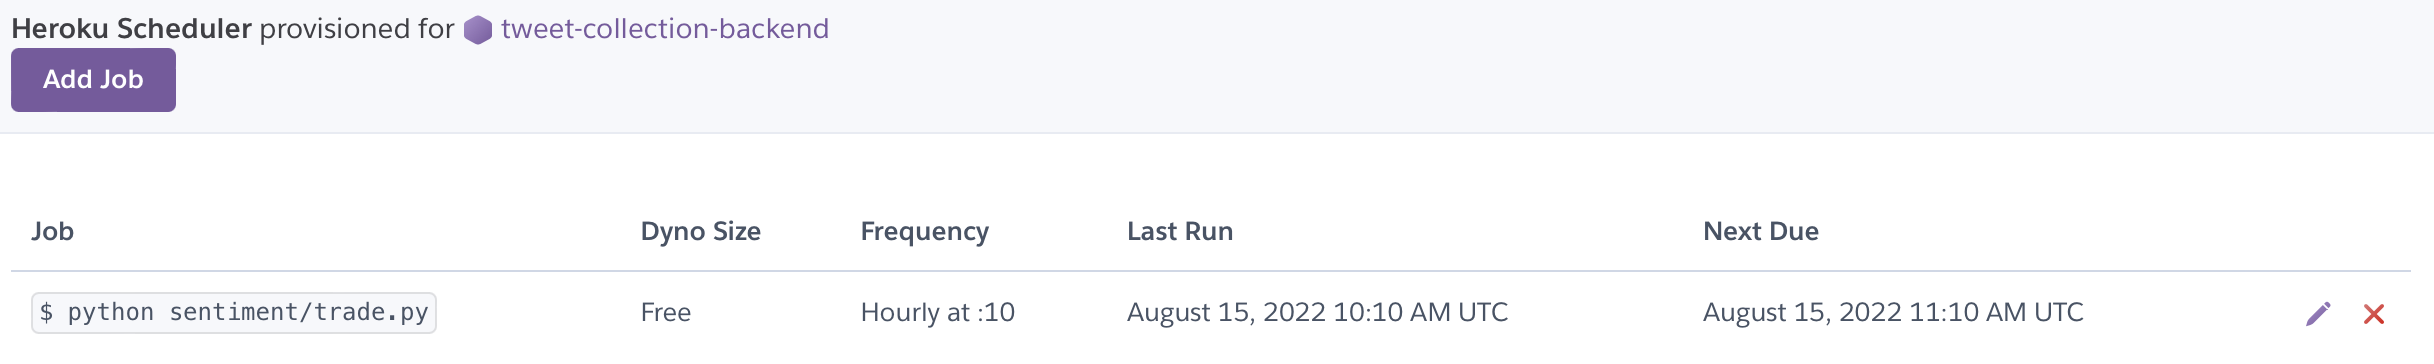 Heroku Scheduler provisioned for tweet-collection-backend
Add Job
Job Dyno Size Frequency Last Run Next Due
$ python sentiment/trade.py Free Hourly at :10 August 15, 2022 10:10 AM UTC August 15, 2022 11:10 AM UTC